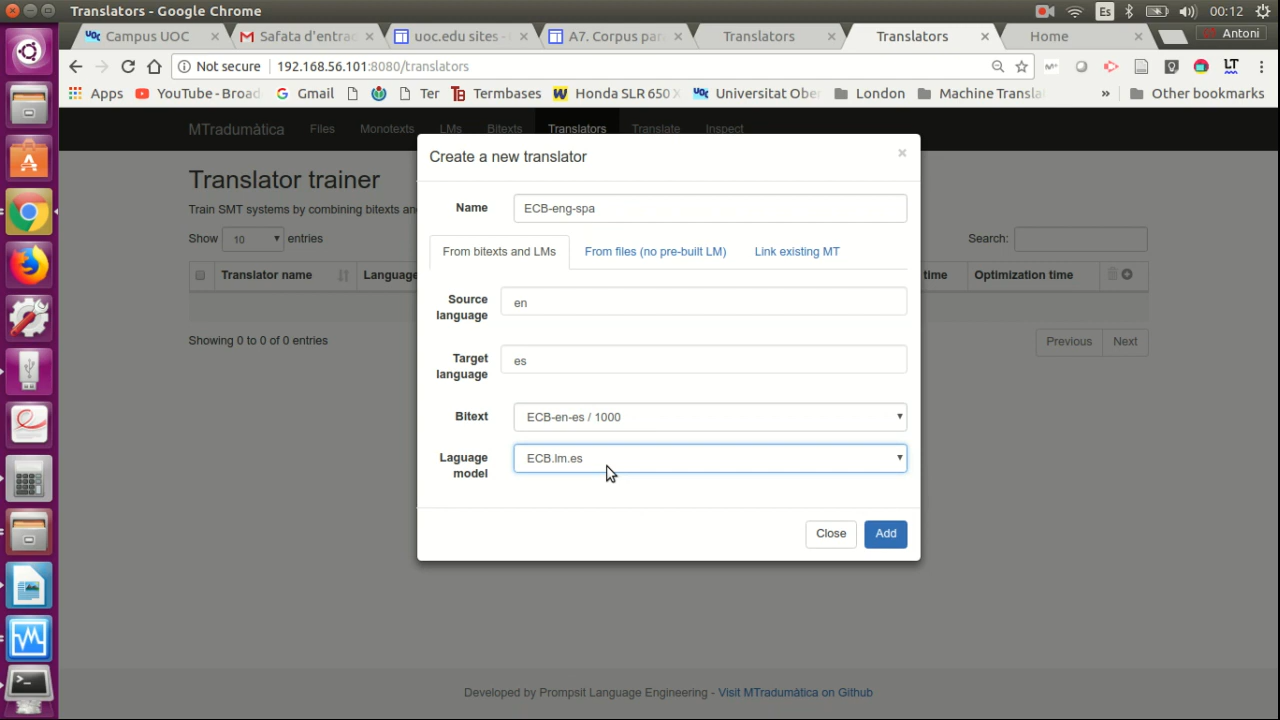 Translators - Google Chrome
Es
00:12
Campus UOC
Safata d'entrad
uoc.edu sites -
A7. Corpus para
Translators
Translators
Home
Antoni
Not secure
192.168.56.101:8080/translators
LT
Apps
YouTube - Broad
Gmail
Ter
Termbases
Honda SLR 650
Universitat Ober
London
Machine Transla
»
Other bookmarks
MTradumàtica
Files
Monotexts
LMs
Bitexts
Translators
Translate
Inspect
Create a new translator
×
Translator trainer
Train SMT systems by combining bitexts an
Name
ECB-eng-spa
Show
10
entries
Search:
From bitexts and LMs
From files (no pre-built LM)
Link existing MT
Translator name
Language
time
Optimization time
Source
language
en
Showing 0 to 0 of 0 entries
Previous
Next
Target
language
es
Bitext
ECB-en-es / 1000
Laguage
model
ECB.lm.es
Close
Add
Developed by Prompsit Language Engineering - Visit MTradumàtica on Github